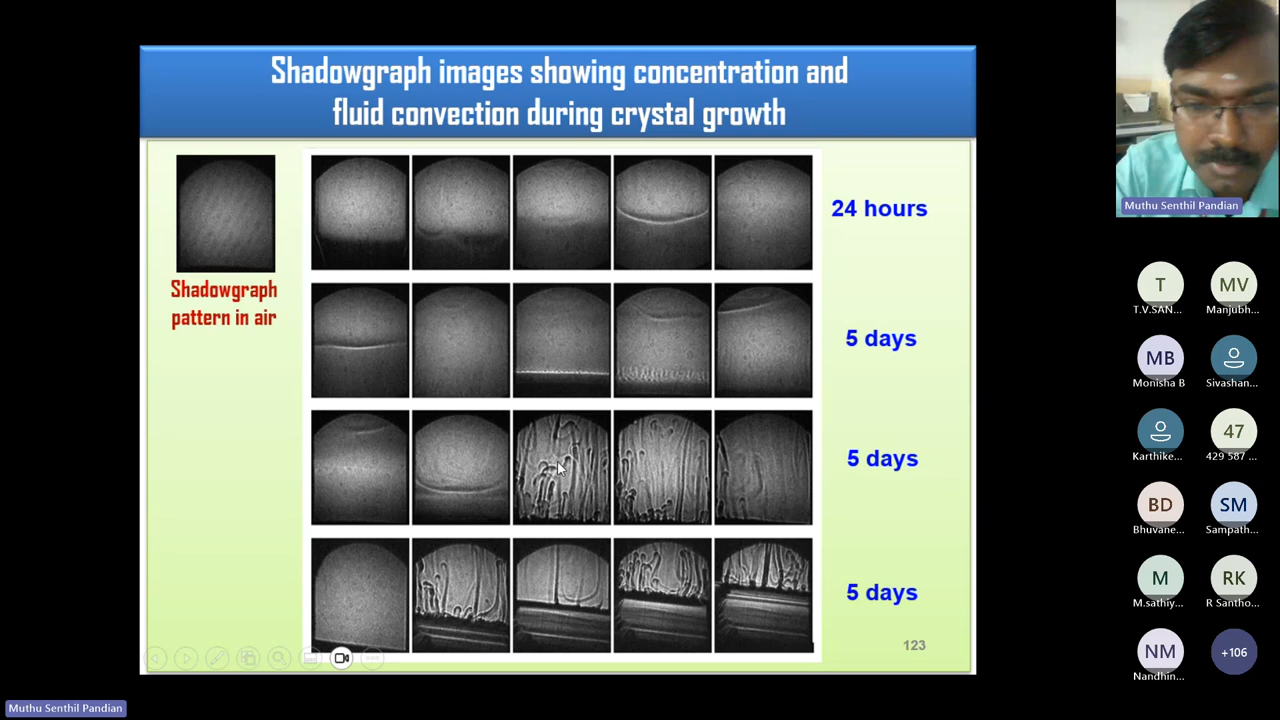 Shadowgraph images showing concentration and
fluid convection during crystal growth
Shadowgraph
pattern in air
24 hours
5 days
5 days
5 days
123
Muthu Senthil Pandian
T
T.V.SAN...
MV
Manjubh...
MB
Monisha B
Sivashan...
Karthike...
47
429 587 ...
BD
Bhuvane...
SM
Sampath...
M
M.sathiy...
RK
R Santho...
NM
Nandhin...
+106
Muthu Senthil Pandian